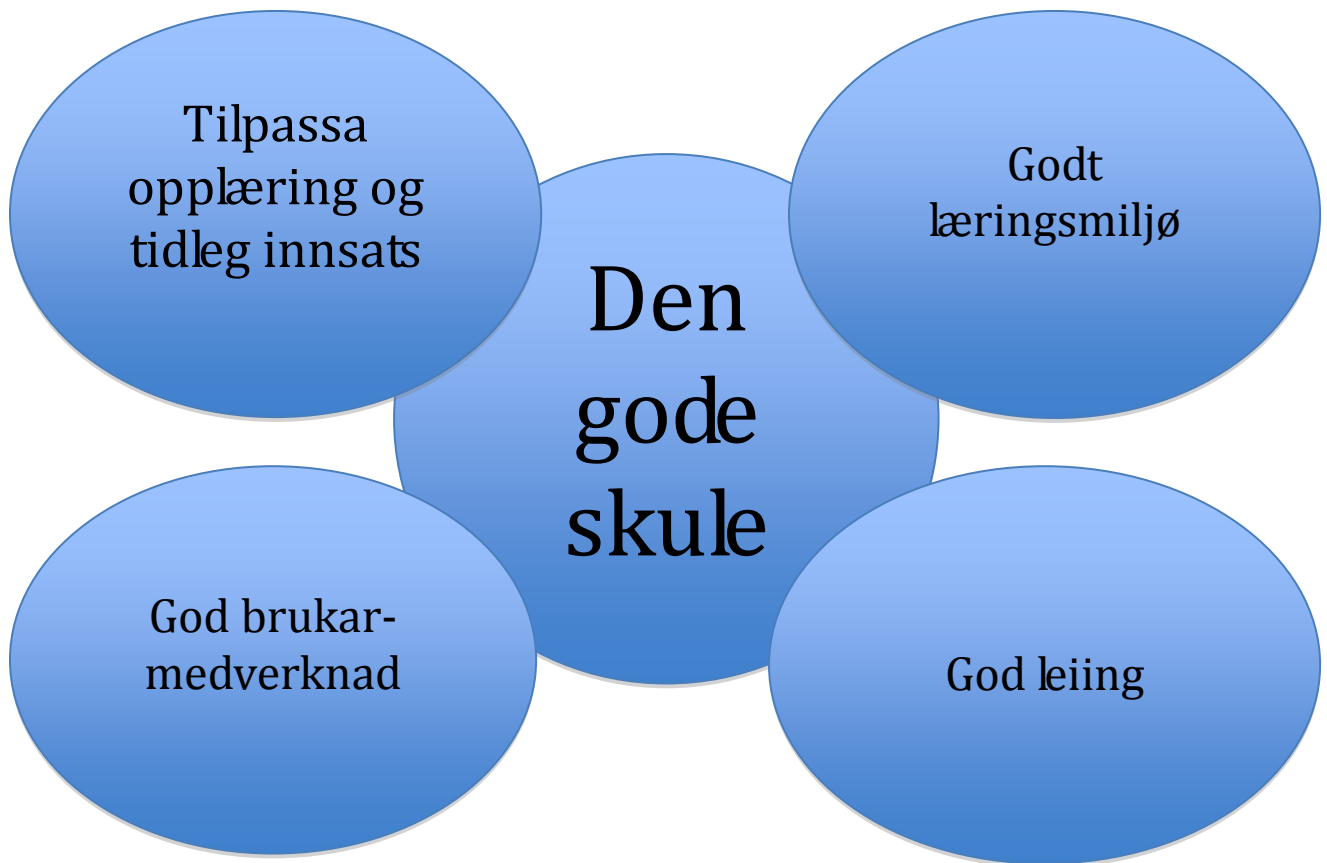 Tilpassa
opplæring og
tidleg innsats
Godt
læringsmiljø
Den
gode
skule
God brukar-
medverknad
God leiing